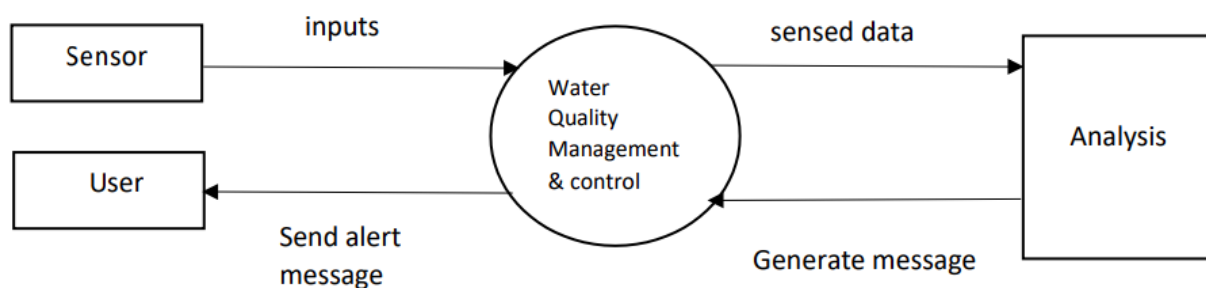 inputs
sensed data
Sensor
Water
Quality
Management
& control
Analysis
User
Send alert
message
Generate message